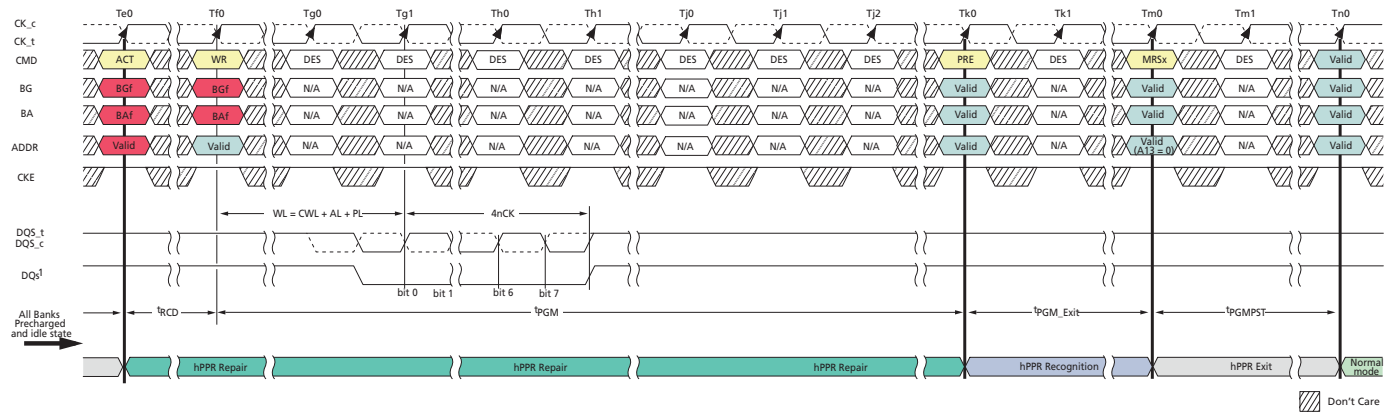 Te0 Tf0 Tg0 Tg1 Th0 Th1 Tj0 Tj1 Tj2 Tk0 Tk1 Tm0 Tm1 Tn0
CK_c
CK_t
CMD ACT WR DES DES DES DES DES DES DES PRE DES MRSx DES Valid
BG BGf BGf N/A N/A N/A N/A N/A N/A N/A Valid N/A Valid N/A Valid
BA BAf BAf N/A N/A N/A N/A N/A N/A N/A Valid N/A Valid N/A Valid
ADDR Valid Valid N/A N/A N/A N/A N/A N/A N/A Valid N/A Valid (A13 = 0) N/A Valid
CKE
WL = CWL + AL + PL 4nCK
DQS_t
DQS_c
DQs1
bit 0 bit 1 bit 6 bit 7
All Banks
Precharged
and idle state
tRCD tPGM tPGM_Exit tPGMPST
hPPR Repair hPPR Repair hPPR Repair hPPR Recognition hPPR Exit Normal
mode
Don't Care